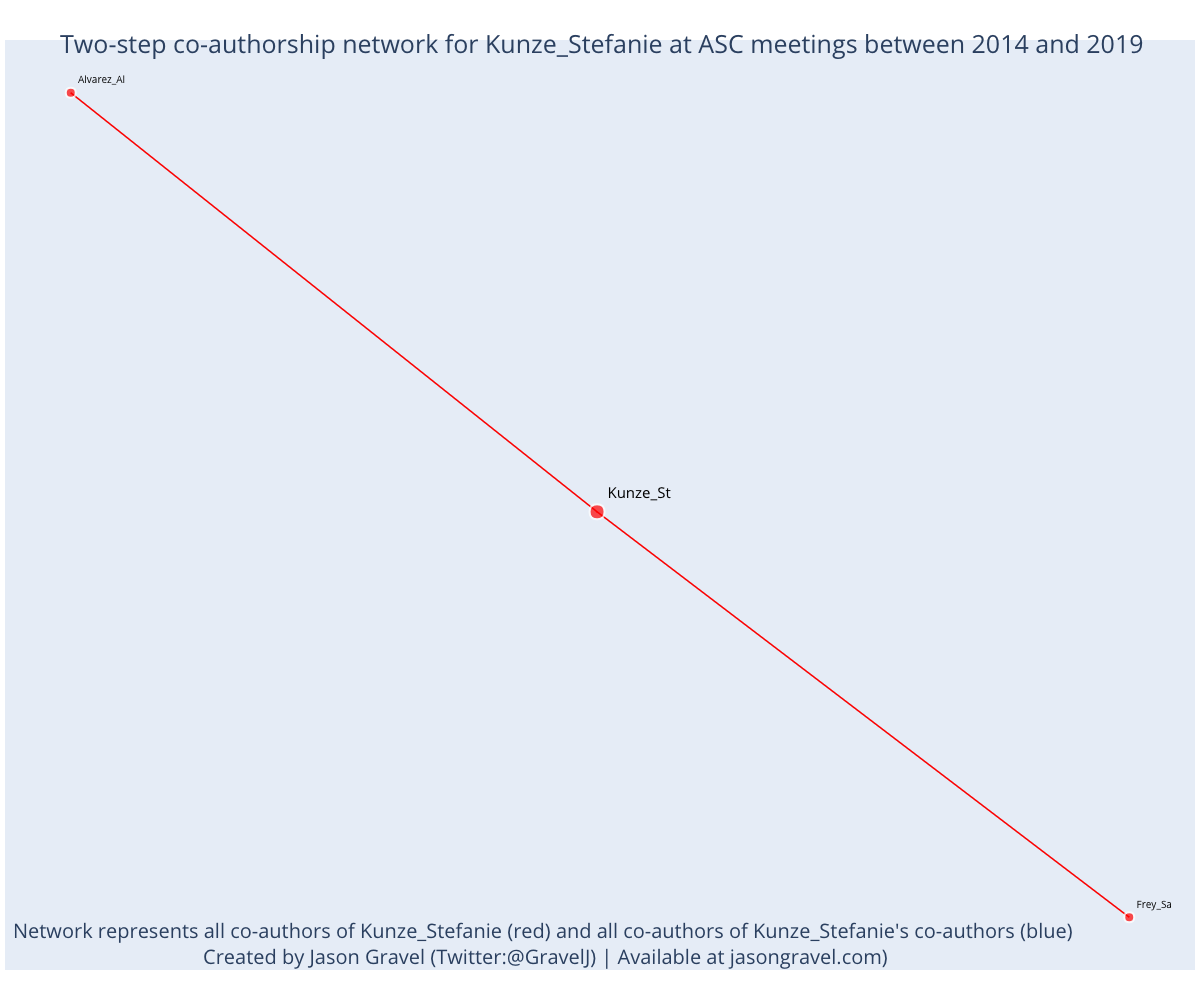 Two-step co-authorship network for Kunze_Stefanie at ASC meetings between 2014 and 2019
Alvarez_Al
Kunze_St
Frey_Sa
Network represents all co-authors of Kunze_Stefanie (red) and all co-authors of Kunze_Stefanie's co-authors (blue)
Created by Jason Gravel (Twitter:@GravelJ) | Available at jasongravel.com)